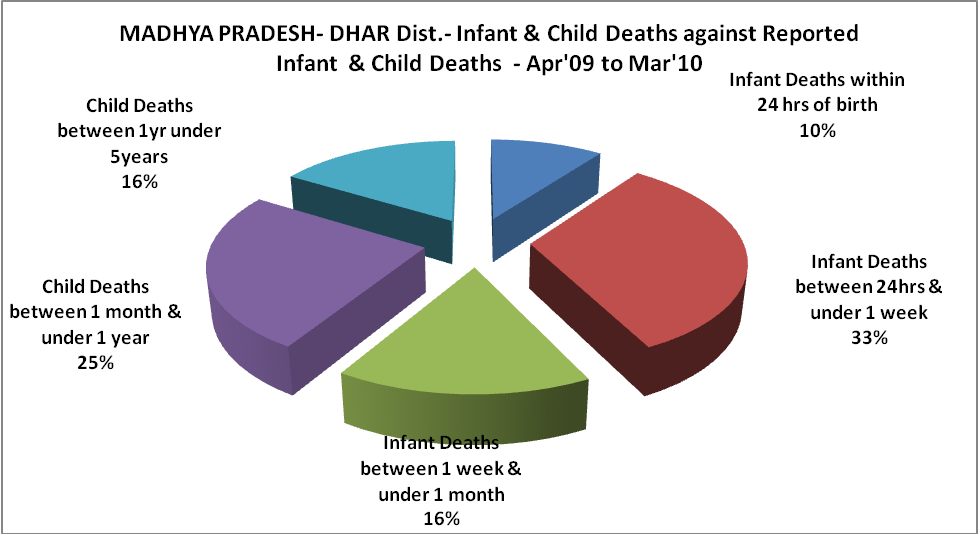 MADHYA PRADESH- DHAR Dist.- Infant & Child Deaths against Reported
Infant & Child Deaths - Apr'09 to Mar'10
Infant Deaths within
24 hrs of birth
10%
Infant Deaths
between 24hrs &
under 1 week
33%
Infant Deaths
between 1 week &
under 1 month
16%
Child Deaths
between 1 month &
under 1 year
25%
Child Deaths
between 1yr under
5years
16%